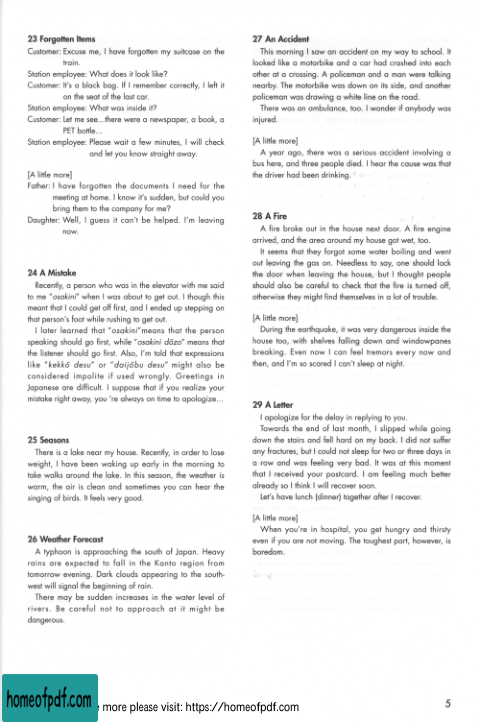 23 Forgotten Items
Customer: Excuse me, I have forgotten my suitcase on the
train.
Station employee: What does it look like?
Customer: It's a black bag. If I remember correctly, I left it
on the seat of the last car.
Station employee: What was inside it?
Customer: Let me see...there were a newspaper, a book, a
PET bottle...
Station employee: Please wait a few minutes, I will check
and let you know straight away.
[A little more]
Father: I have forgotten the documents I need for the
meeting at home. I know it's sudden, but could you
bring them to the company for me?
Daughter: Well, I guess it can't be helped. I'm leaving
now.
24 A Mistake
Recently, a person who was in the elevator with me said
to me "osakini" when I was about to get out. I though this
meant that I could get off first, and I ended up stepping on
that person's foot while rushing to get out.
I later learned that "osakini"means that the person
speaking should go first, while "osakini dōzo" means that
the listener should go first. Also, I'm told that expressions
like "kekkō desu" or "daijōbu desu" might also be
considered impolite if used wrongly. Greetings in
Japanese are difficult. I suppose that if you realize your
mistake right away, you 're always on time to apologize...
25 Seasons
There is a lake near my house. Recently, in order to lose
weight, I have been waking up early in the morning to
take walks around the lake. In this season, the weather is
warm, the air is clean and sometimes you can hear the
singing of birds. It feels very good.
26 Weather Forecast
A typhoon is approaching the south of Japan. Heavy
rains are expected to fall in the Kanto region from
tomorrow evening. Dark clouds appearing to the south-
west will signal the beginning of rain.
There may be sudden increases in the water level of
rivers. Be careful not to approach at it might be
dangerous.
27 An Accident
This morning I saw an accident on my way to school. It
looked like a motorbike and a car had crashed into each
other at a crossing. A policeman and a man were talking
nearby. The motorbike was down on its side, and another
policeman was drawing a white line on the road.
There was an ambulance, too. I wonder if anybody was
injured.
[A little more]
A year ago, there was a serious accident involving a
bus here, and three people died. I hear the cause was that
the driver had been drinking.
28 A Fire
A fire broke out in the house next door. A fire engine
arrived, and the area around my house got wet, too.
It seems that they forgot some water boiling and went
out leaving the gas on. Needless to say, one should lock
the door when leaving the house, but I thought people
should also be careful to check that the fire is turned off,
otherwise they might find themselves in a lot of trouble.
[A little more]
During the earthquake, it was very dangerous inside the
house too, with shelves falling down and windowpanes
breaking. Even now I can feel tremors every now and
then, and I'm so scared I can't sleep at night.
29 A Letter
I apologize for the delay in replying to you.
Towards the end of last month, I slipped while going
down the stairs and fell hard on my back. I did not suffer
any fractures, but I could not sleep for two or three days in
a row and was feeling very bad. It was at this moment
that I received your postcard. I am feeling much better
already so I think I will recover soon.
Let's have lunch (dinner) together after I recover.
[A little more]
When you're in hospital, you get hungry and thirsty
even if you are not moving. The toughest part, however, is
boredom.
homeofpdf.com
more please visit: https://homeofpdf.com
5